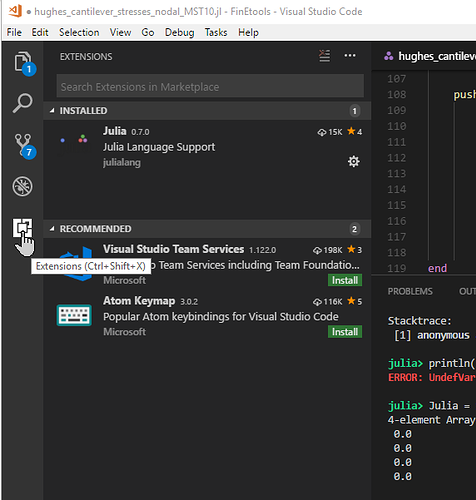 ● hughes_cantilever_stresses_nodal_MST10.jl - FinEtools - Visual Studio Code
File Edit Selection View Go Debug Tasks Help
EXTENSIONS
hughes_cantilever
Search Extensions in Marketplace
INSTALLED 1
Julia 0.7.0 15K ★ 4
Julia Language Support
julialang
RECOMMENDED 2
Visual Studio Team Services 1.122.0 198K ★ 3
Team Services including Team Foundatio...
Microsoft Install
Atom Keymap 3.0.2 116K ★ 5
Popular Atom keybindings for Visual Studio Code
Microsoft Install
1
7
Extensions (Ctrl+Shift+X)
107
108 push
109
110
111
112
113
114
115
116
117
118
119 end
PROBLEMS OUT
Stacktrace:
[1] anonymous
julia> println(
ERROR: UndefVar
julia> Julia =
4-element Array
0.0
0.0
0.0
0.0